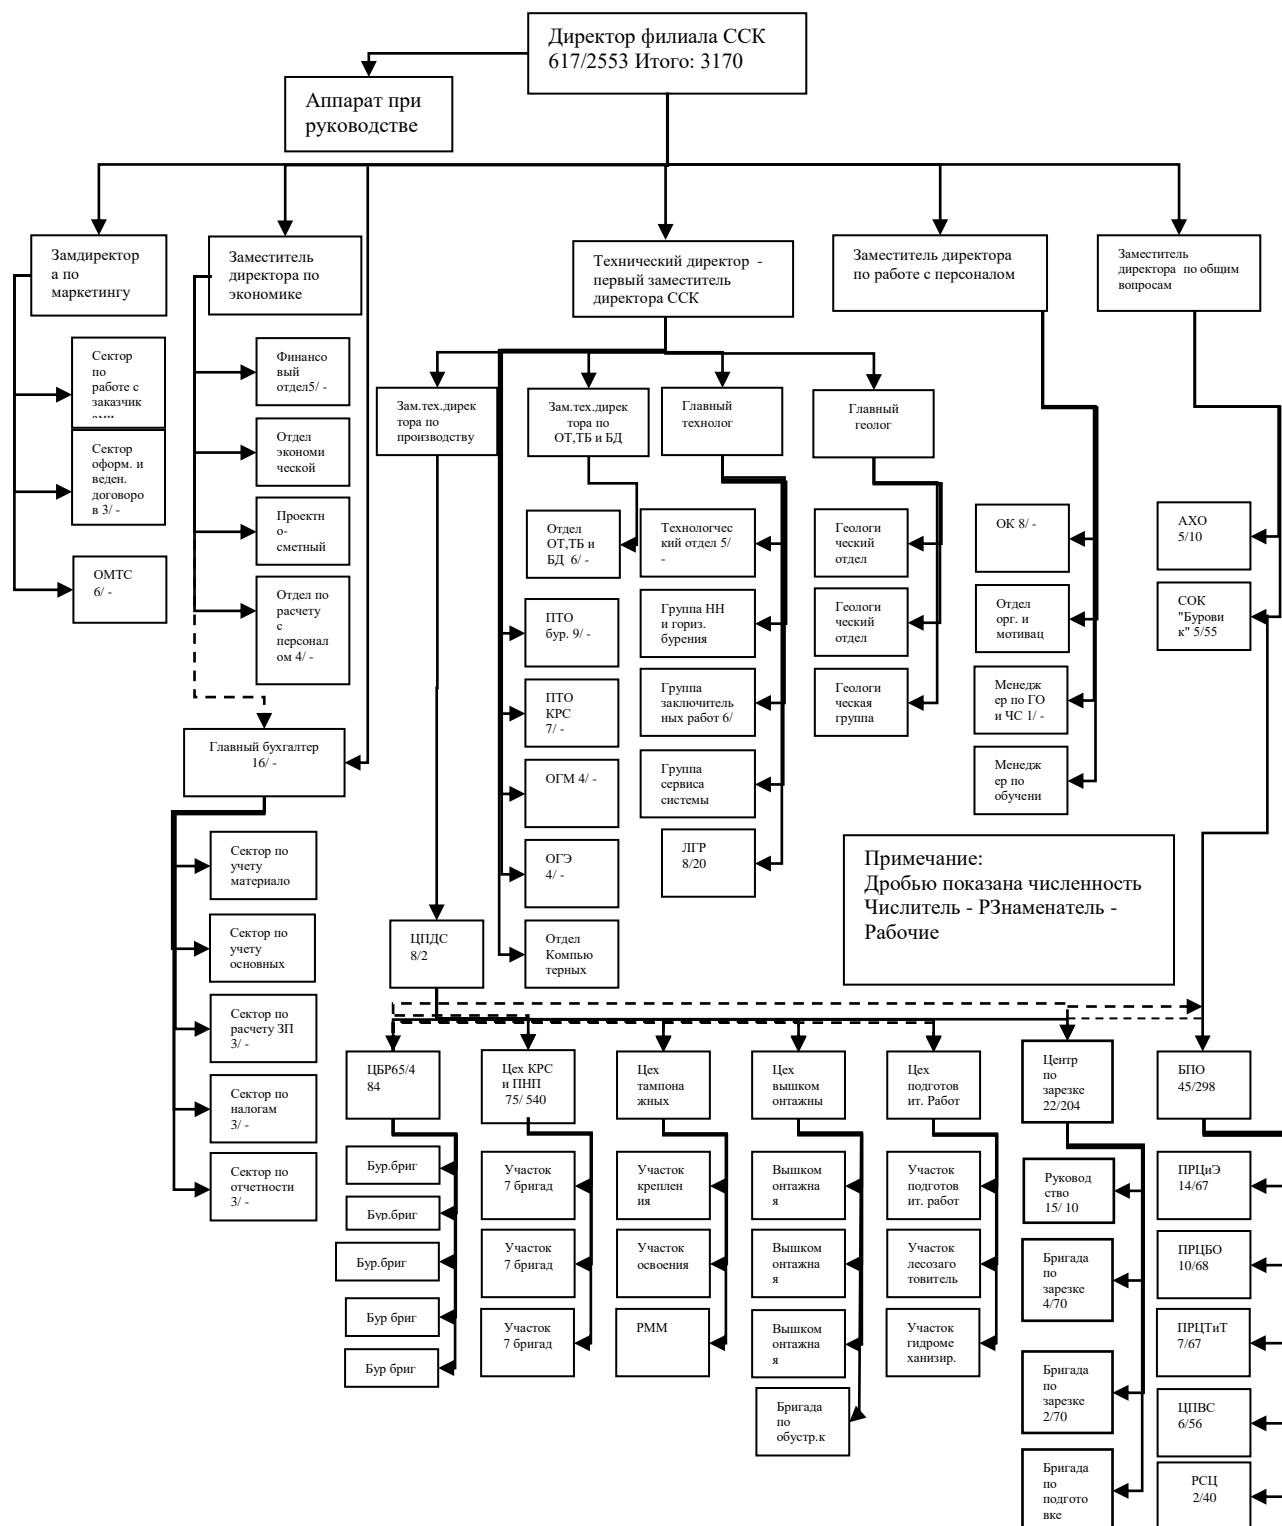 Директор филиала ССК
617/2553 Итого: 3170
Аппарат при
руководстве
Замдиректор
а по
маркетингу
Заместитель
директора по
экономике
Технический директор -
первый заместитель
директора ССК
Заместитель директора
по работе с персоналом
Заместитель
директора по общим
вопросам
Сектор
по
работе с
заказчик
ами
Сектор
оформ. и
веден.
договоро
в 3/ -
ОМТС
6/ -
Финансо
вый
отдел5/ -
Отдел
экономи
ческой
Проектн
о-
сметный
Отдел по
расчету
с
персонал
ом 4/ -
Главный бухгалтер
16/ -
Сектор по
учету
материало
Сектор по
учету
основных
Сектор по
расчету ЗП
3/ -
Сектор по
налогам
3/ -
Сектор по
отчетности
3/ -
Зам.тех.дирек
тора по
производству
Зам.тех.дирек
тора по
ОТ,ТБ и БД
Главный
технолог
Главный
геолог
Отдел
ОТ,ТБ и
БД 6/ -
ПТО
бур. 9/ -
ПТО
КРС
7/ -
ОГМ 4/ -
ОГЭ
4/ -
Отдел
Компью
терных
Технологчес
кий отдел 5/
-
Группа НН
и гориз.
бурения
Группа
заключитель
ных работ 6/
Группа
сервиса
системы
ЛГР
8/20
Геологи
ческий
отдел
Геологи
ческий
отдел
Геологи
ческая
группа
ОК 8/ -
Отдел
орг. и
мотивац
Менедж
ер по ГО
и ЧС 1/ -
Менедж
ер по
обучени
АХО
5/10
СОК
"Бурови
к" 5/55
Примечание:
Дробью показана численность
Числитель - РЗнаменатель -
Рабочие
ЦПДС
8/2
ЦБР65/4
84
Бур.бриг
Бур.бриг
Бур.бриг
Бур бриг
Бур бриг
Цех КРС
и ПНП
75/ 540
Участок
7 бригад
Участок
7 бригад
Участок
7 бригад
Цех
тампона
жных
Участок
креплен
ия
Участок
освоения
РММ
Цех
вышком
онтажны
Вышком
онтажна
я
Вышком
онтажна
я
Вышком
онтажна
я
Бригада
по
обустр.к
Цех
подготов
ит. Работ
Участок
подготов
ит. работ
Участок
лесозаго
товитель
Участок
гидроме
ханизир.
Центр
по
зарезке
22/204
Руковод
ство
15/ 10
Бригада
по
зарезке
4/70
Бригада
по
зарезке
2/70
Бригада
по
подгото
вке
БПО
45/298
ПРЦиЭ
14/67
ПРЦБО
10/68
ПРЦТиТ
7/67
ЦПВС
6/56
РСЦ
2/40